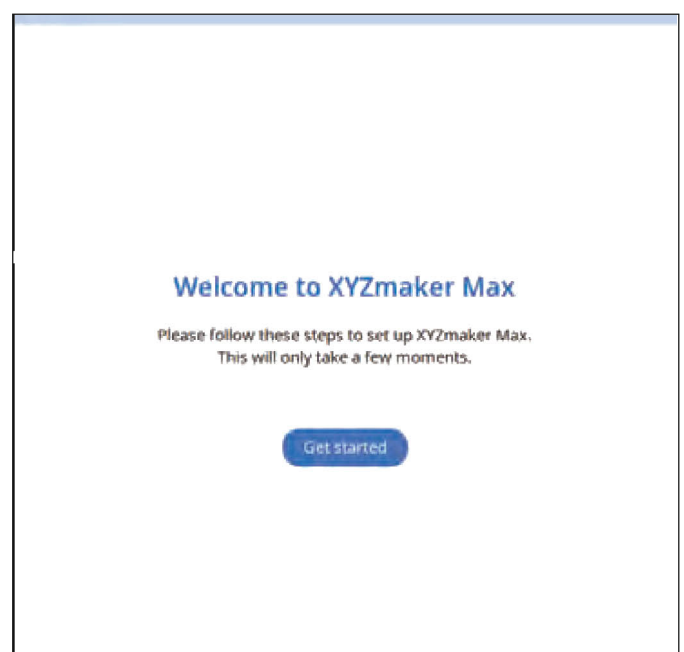 Welcome to XYZmaker Max
Please follow these steps to set up XYZmaker Max.
This will only take a few moments.
Get started